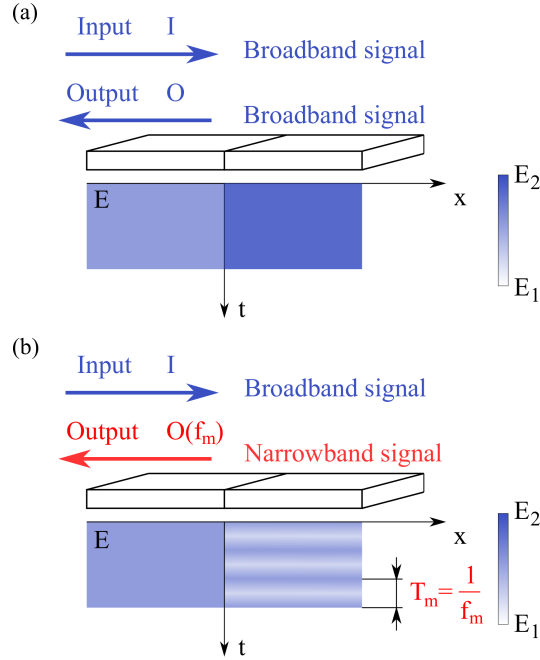 (a)
Input I
Broadband signal
Output O
Broadband signal
E
x
t
E₂
E₁
(b)
Input I
Broadband signal
Output O(fₘ)
Narrowband signal
E
x
Tₘ= 1/fₘ
t
E₂
E₁